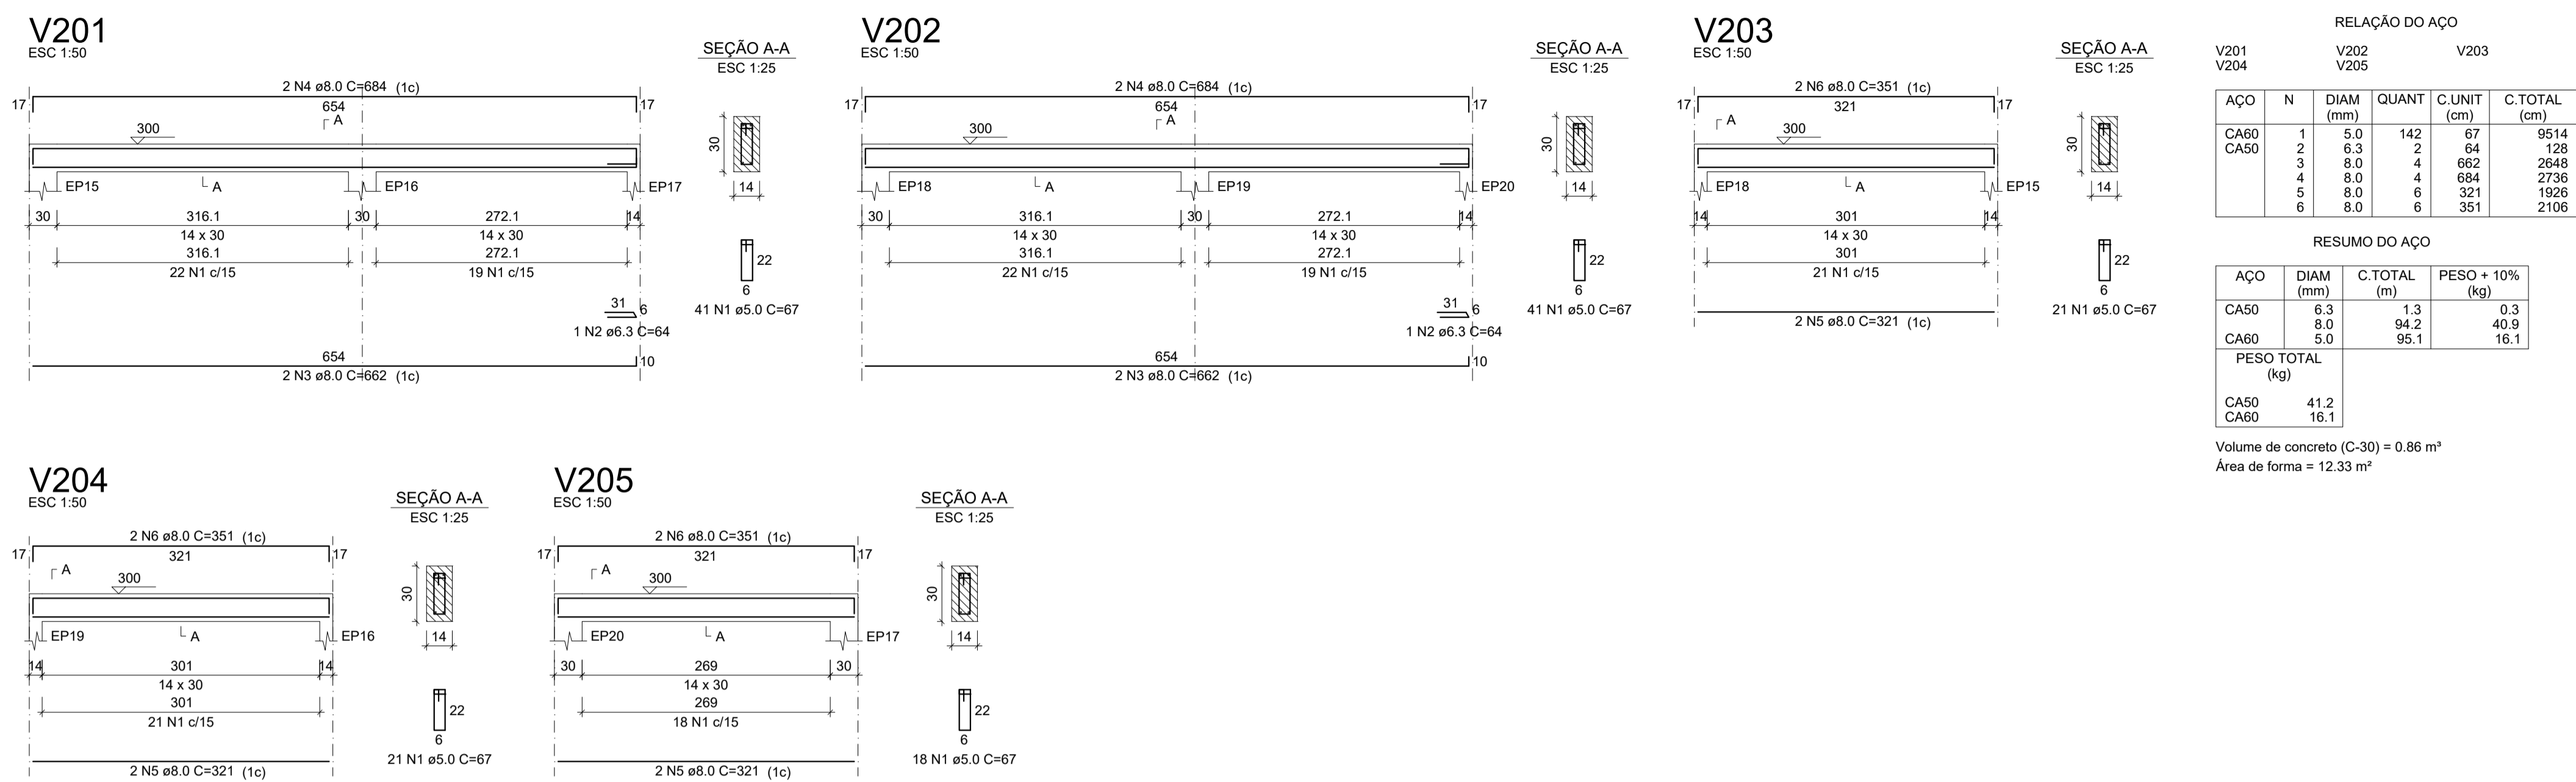 V201
ESC 1:50
SEÇÃO A-A
ESC 1:25
2 N4 ø8.0 C=684 (1c)
17 654 17
A
300
30
EP15 A EP16 EP17
14
30 316.1 30 272.1 14
14 x 30 14 x 30
316.1 272.1
22 N1 c/15 19 N1 c/15
22
6
41 N1 ø5.0 C=67
31 6
1 N2 ø6.3 C=64
654 10
2 N3 ø8.0 C=662 (1c)
V202
ESC 1:50
SEÇÃO A-A
ESC 1:25
2 N4 ø8.0 C=684 (1c)
17 654 17
A
300
30
EP18 A EP19 EP20
14
30 316.1 30 272.1 14
14 x 30 14 x 30
316.1 272.1
22 N1 c/15 19 N1 c/15
22
6
41 N1 ø5.0 C=67
31 6
1 N2 ø6.3 C=64
654 10
2 N3 ø8.0 C=662 (1c)
V203
ESC 1:50
SEÇÃO A-A
ESC 1:25
2 N6 ø8.0 C=351 (1c)
17 321 17
A
300
30
EP18 A EP15
14
14 301 14
14 x 30
301
21 N1 c/15
22
6
21 N1 ø5.0 C=67
2 N5 ø8.0 C=321 (1c)
RELAÇÃO DO AÇO
V201 V202 V203
V204 V205
AÇO N DIAM QUANT C.UNIT C.TOTAL
(mm) (cm) (cm)
CA60 1 5.0 142 67 9514
CA50 2 6.3 2 64 128
3 8.0 4 662 2648
4 8.0 4 684 2736
5 8.0 6 321 1926
6 8.0 6 351 2106
RESUMO DO AÇO
AÇO DIAM C.TOTAL PESO + 10%
(mm) (m) (kg)
CA50 6.3 1.3 0.3
8.0 94.2 40.9
CA60 5.0 95.1 16.1
PESO TOTAL
(kg)
CA50 41.2
CA60 16.1
Volume de concreto (C-30) = 0.86 m³
Área de forma = 12.33 m²
V204
ESC 1:50
SEÇÃO A-A
ESC 1:25
2 N6 ø8.0 C=351 (1c)
17 321 17
A
300
30
EP19 A EP16
14
14 301 14
14 x 30
301
21 N1 c/15
22
6
21 N1 ø5.0 C=67
2 N5 ø8.0 C=321 (1c)
V205
ESC 1:50
SEÇÃO A-A
ESC 1:25
2 N6 ø8.0 C=351 (1c)
17 321 17
A
300
30
EP20 A EP17
14
30 269 30
14 x 30
269
18 N1 c/15
22
6
18 N1 ø5.0 C=67
2 N5 ø8.0 C=321 (1c)